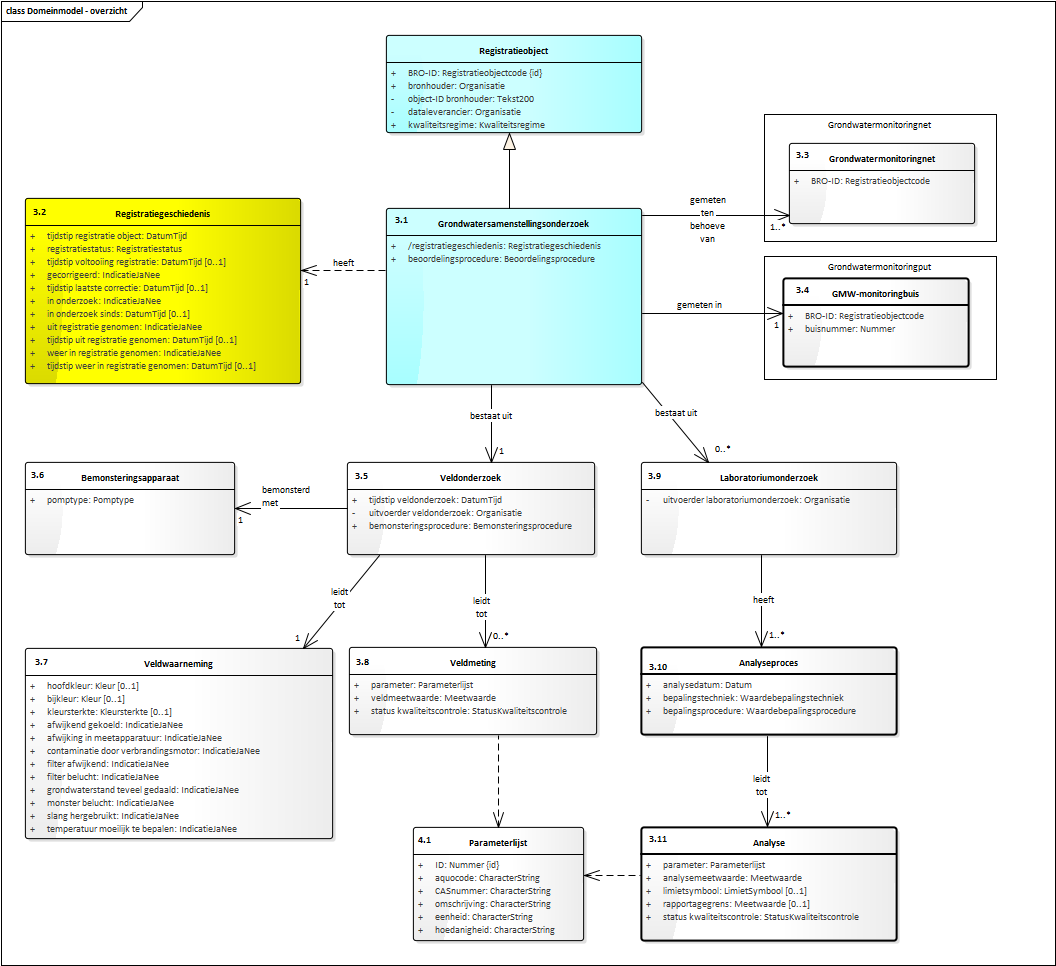 class Domeinmodel - overzicht
Registratieobject
+ BRO-ID: Registratieobjectcode {id}
+ bronhouder: Organisatie
- object-ID bronhouder: Tekst200
- dataleverancier: Organisatie
+ kwaliteitsregime: Kwaliteitsregime
Grondwatermonitoringnet
3.3 Grondwatermonitoringnet
+ BRO-ID: Registratieobjectcode
3.2 Registratiegeschiedenis
+ tijdstip registratie object: DatumTijd
+ registratiestatus: Registratiestatus
+ tijdstip voltooiing registratie: DatumTijd [0..1]
+ gecorrigeerd: IndicatieJaNee
+ tijdstip laatste correctie: DatumTijd [0..1]
+ in onderzoek: IndicatieJaNee
+ in onderzoek sinds: DatumTijd [0..1]
+ uit registratie genomen: IndicatieJaNee
+ tijdstip uit registratie genomen: DatumTijd [0..1]
+ weer in registratie genomen: IndicatieJaNee
+ tijdstip weer in registratie genomen: DatumTijd [0..1]
heeft
1
3.1 Grondwatersamenstellingsonderzoek
+ /registratiegeschiedenis: Registratiegeschiedenis
+ beoordelingsprocedure: Beoordelingsprocedure
gemeten
ten
behoeve
van
1..*
Grondwatermonitoringput
3.4 GMW-monitoringbuis
+ BRO-ID: Registratieobjectcode
+ buisnummer: Nummer
gemeten in
1
bestaat uit
1
bestaat uit
0..*
3.6 Bemonsteringsapparaat
+ pomptype: Pomptype
bemonsterd
met
1
3.5 Veldonderzoek
+ tijdstip veldonderzoek: DatumTijd
- uitvoerder veldonderzoek: Organisatie
+ bemonsteringsprocedure: Bemonsteringsprocedure
3.9 Laboratoriumonderzoek
- uitvoerder laboratoriumonderzoek: Organisatie
leidt
tot
1
leidt
tot
0..*
heeft
1..*
3.7 Veldwaarneming
+ hoofdkleur: Kleur [0..1]
+ bijkleur: Kleur [0..1]
+ kleursterkte: Kleursterkte [0..1]
+ afwijkend gekoeld: IndicatieJaNee
+ afwijking in meetapparatuur: IndicatieJaNee
+ contaminatie door verbrandingsmotor: IndicatieJaNee
+ filter afwijkend: IndicatieJaNee
+ filter belucht: IndicatieJaNee
+ grondwaterstand teveel gedaald: IndicatieJaNee
+ monster belucht: IndicatieJaNee
+ slang hergebruikt: IndicatieJaNee
+ temperatuur moeilijk te bepalen: IndicatieJaNee
3.8 Veldmeting
+ parameter: Parameterlijst
+ veldmeetwaarde: Meetwaarde
+ status kwaliteitscontrole: StatusKwaliteitscontrole
3.10 Analyseproces
+ analysedatum: Datum
+ bepalingstechniek: Waardebepalingstechniek
+ bepalingsprocedure: Waardebepalingsprocedure
leidt
tot
1..*
4.1 Parameterlijst
+ ID: Nummer {id}
+ aquocode: CharacterString
+ CASnummer: CharacterString
+ omschrijving: CharacterString
+ eenheid: CharacterString
+ hoedanigheid: CharacterString
3.11 Analyse
+ parameter: Parameterlijst
+ analysemeetwaarde: Meetwaarde
+ limietsymbool: LimietSymbool [0..1]
+ rapportagegrens: Meetwaarde [0..1]
+ status kwaliteitscontrole: StatusKwaliteitscontrole